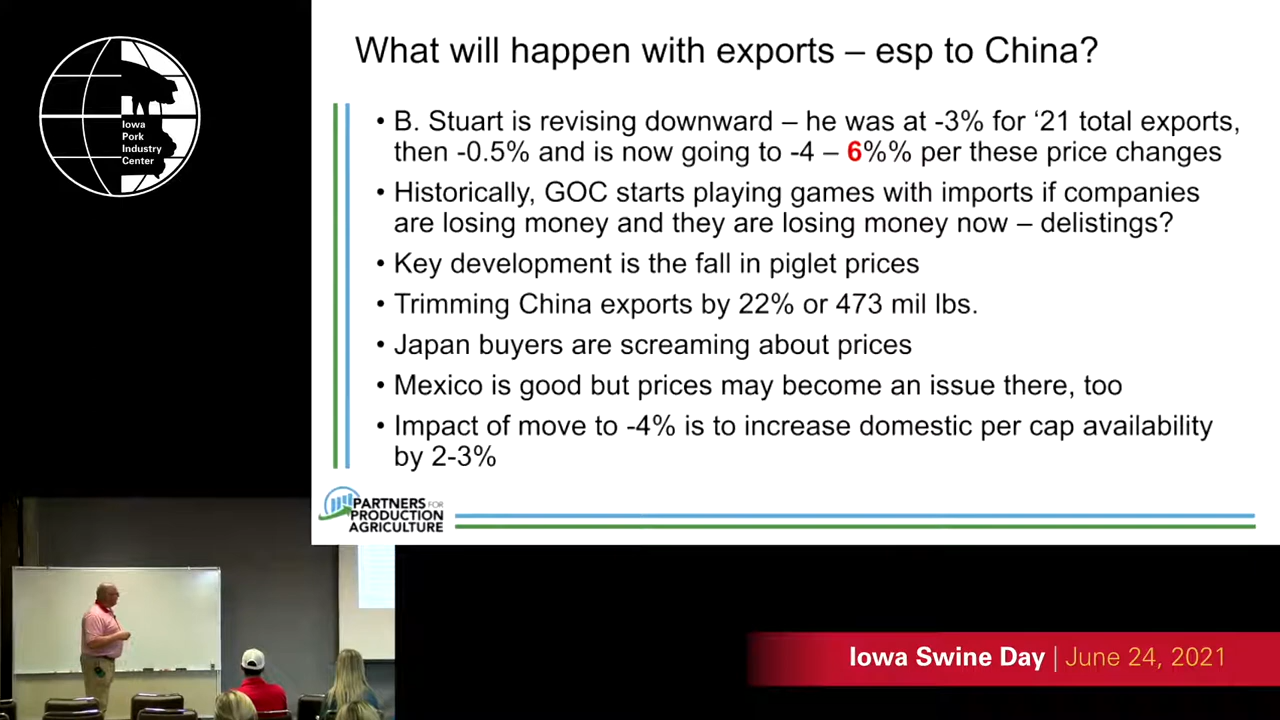 Iowa
Pork
Industry
Center
What will happen with exports – esp to China?
• B. Stuart is revising downward – he was at -3% for ‘21 total exports,
then -0.5% and is now going to -4 – 6%% per these price changes
• Historically, GOC starts playing games with imports if companies
are losing money and they are losing money now – delistings?
• Key development is the fall in piglet prices
• Trimming China exports by 22% or 473 mil lbs.
• Japan buyers are screaming about prices
• Mexico is good but prices may become an issue there, too
• Impact of move to -4% is to increase domestic per cap availability
by 2-3%
PARTNERS FOR
PRODUCTION
AGRICULTURE
Iowa Swine Day | June 24, 2021